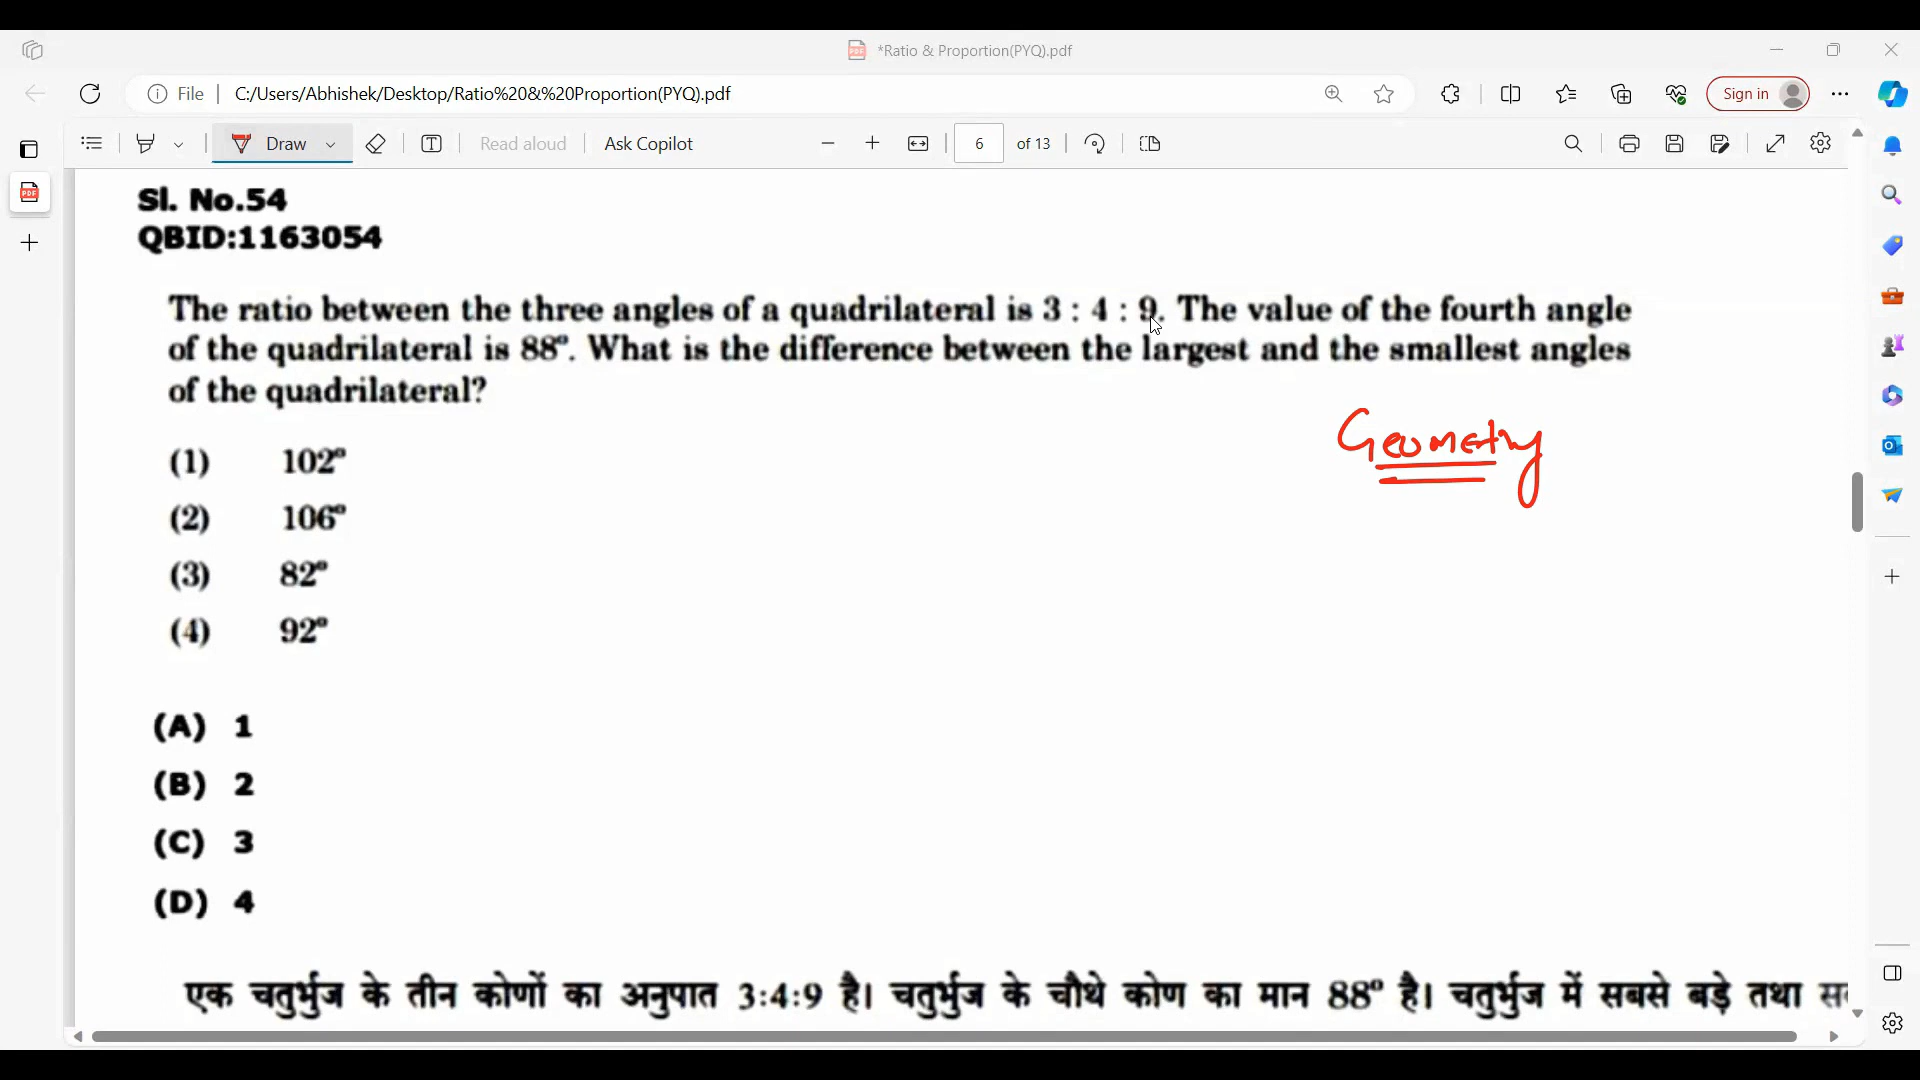 *Ratio & Proportion(PYQ).pdf
File
C:/Users/Abhishek/Desktop/Ratio%20&%20Proportion(PYQ).pdf
Sign in
Draw
Read aloud
Ask Copilot
6 of 13
Sl. No.54
QBID:1163054
The ratio between the three angles of a quadrilateral is 3 : 4 : 9. The value of the fourth angle
of the quadrilateral is 88°. What is the difference between the largest and the smallest angles
of the quadrilateral?
Geometry
(1) 102°
(2) 106°
(3) 82°
(4) 92°
(A) 1
(B) 2
(C) 3
(D) 4
एक चतुर्भुज के तीन कोणों का अनुपात 3:4:9 है। चतुर्भुज के चौथे कोण का मान 88° है। चतुर्भुज में सबसे बड़े तथा